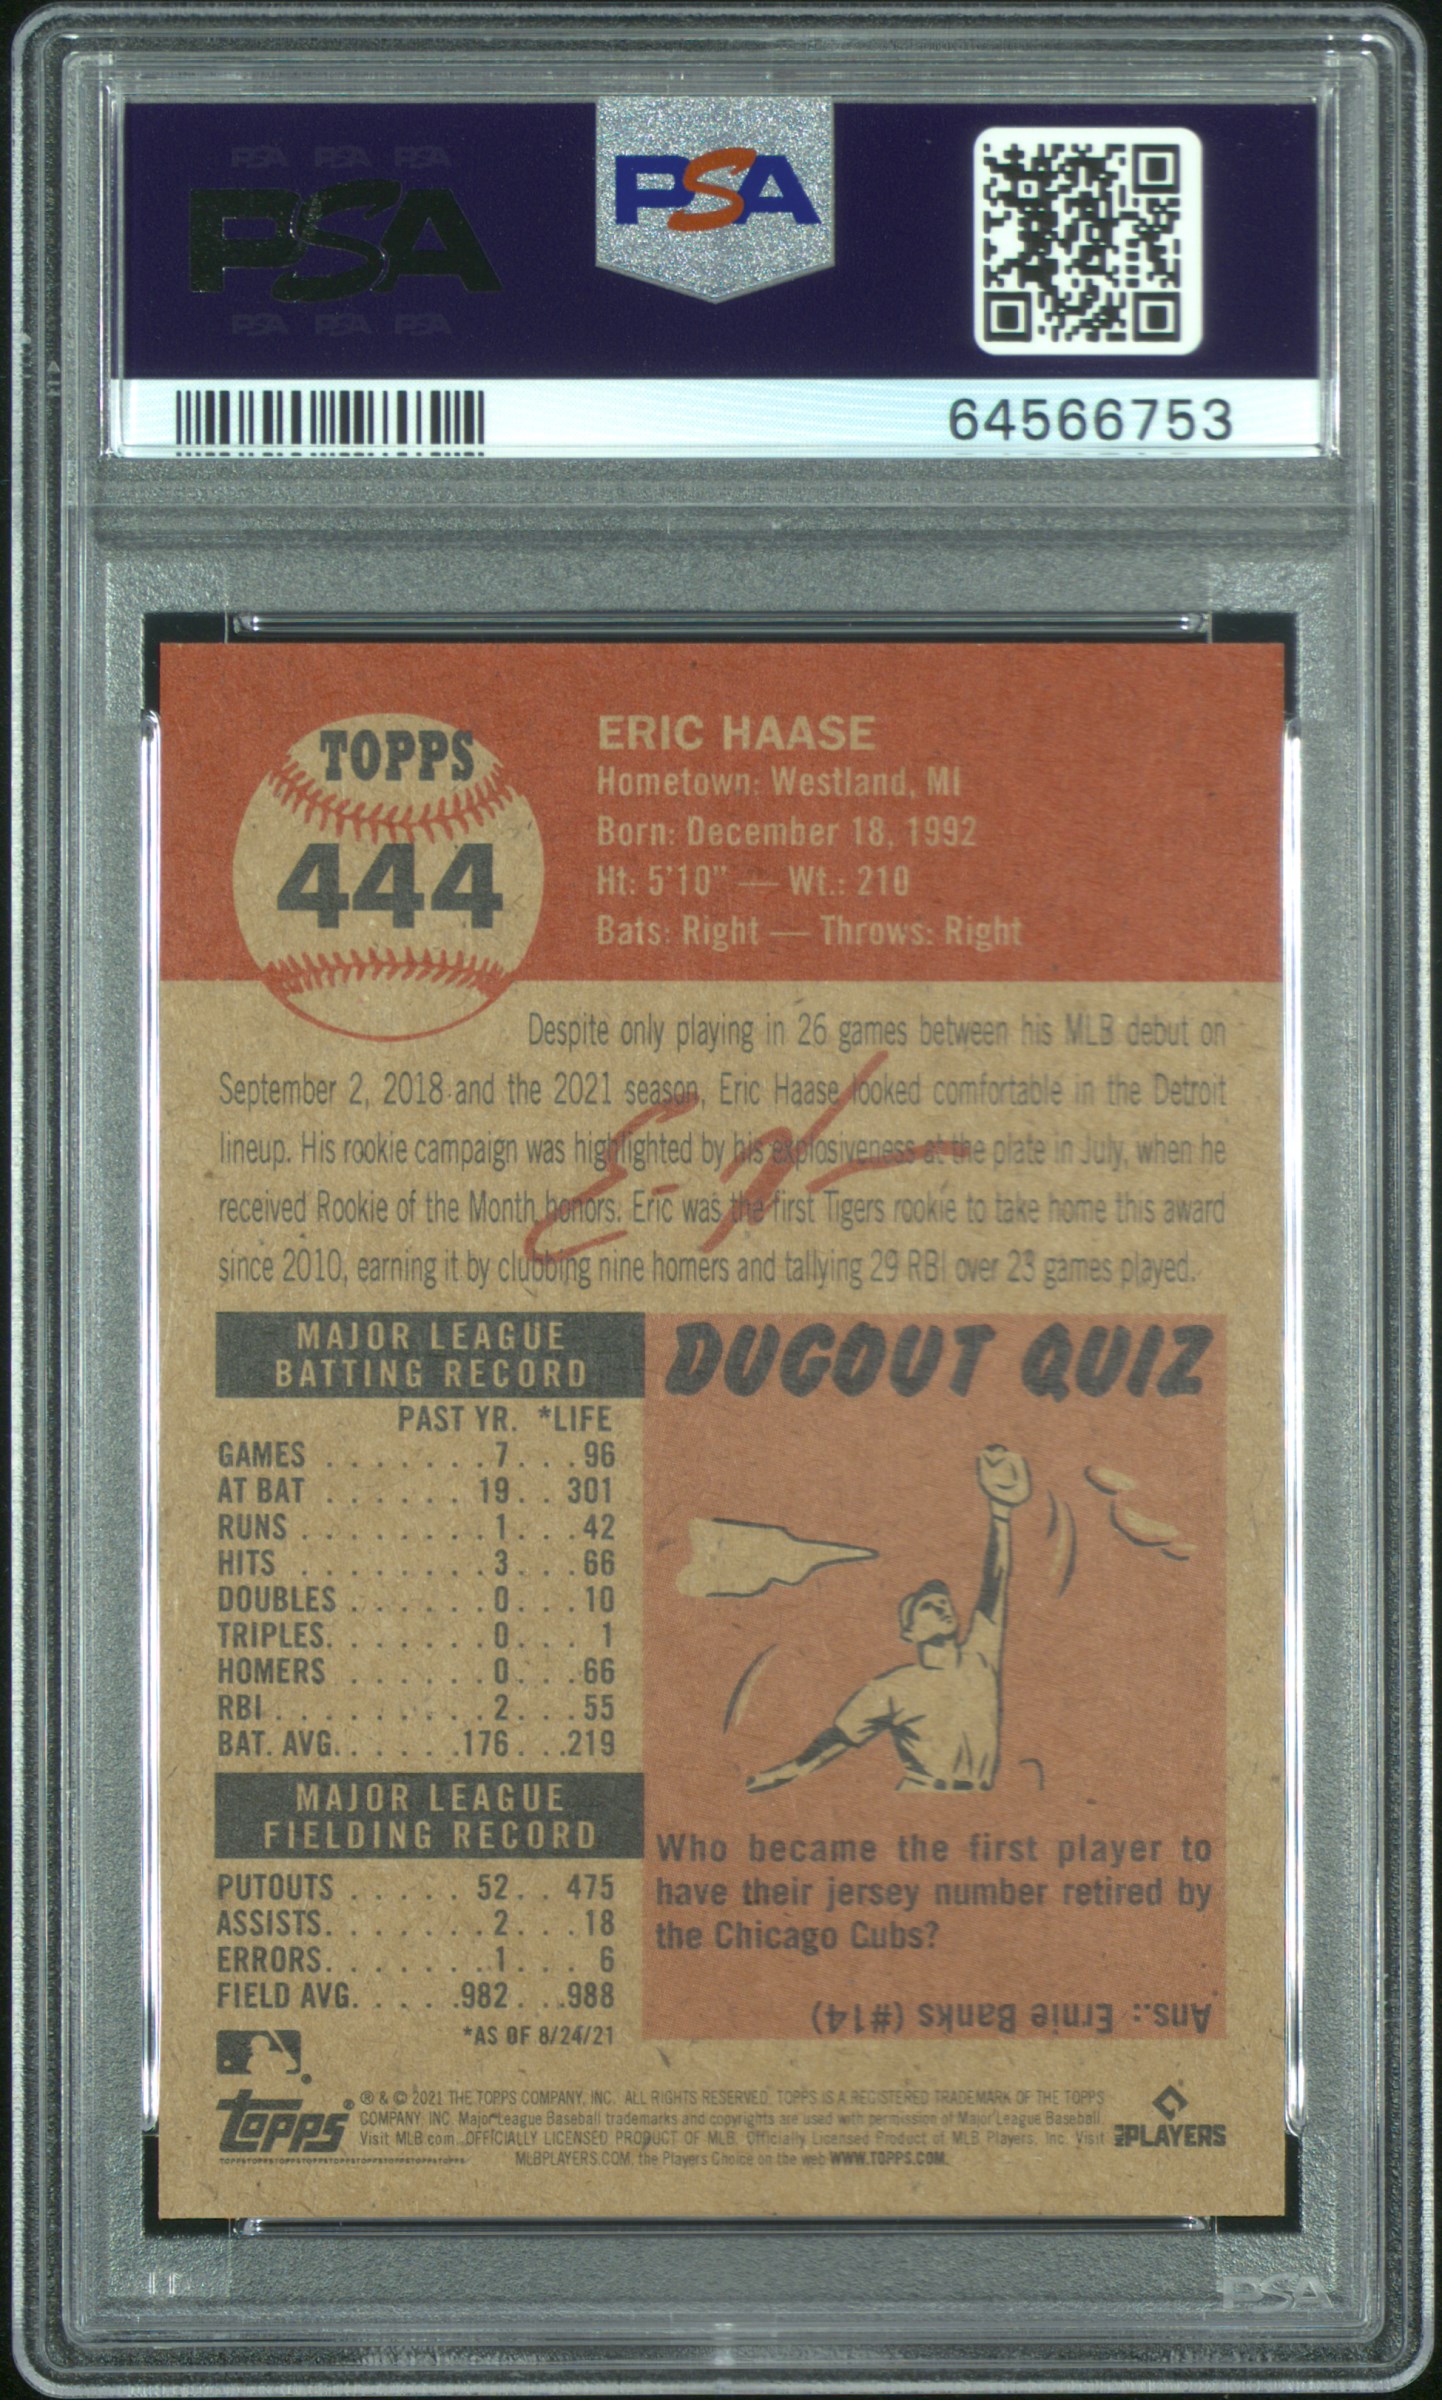 PSA PSA PSA
PSA
PSA PSA PSA
PSA
64566753
TOPPS
444
ERIC HAASE
Hometown: Westland, MI
Born: December 18, 1992
Ht: 5'10" — Wt.: 210
Bats: Right — Throws: Right
Despite only playing in 26 games between his MLB debut on
September 2, 2018 and the 2021 season, Eric Haase looked comfortable in the Detroit
lineup. His rookie campaign was highlighted by his explosiveness at the plate in July, when he
received Rookie of the Month honors. Eric was the first Tigers rookie to take home this award
since 2010, earning it by clubbing nine homers and tallying 29 RBI over 23 games played.
MAJOR LEAGUE
BATTING RECORD
PAST YR. *LIFE
GAMES . . . . . . . 7. . . 96
AT BAT . . . . . . 19. . 301
RUNS . . . . . . . . 1. . . 42
HITS . . . . . . . . 3. . . 66
DOUBLES . . . . . . 0. . . 10
TRIPLES. . . . . . . 0. . . 1
HOMERS . . . . . . 0. . . 66
RBI . . . . . . . . . 2. . . 55
BAT. AVG. . . . . . .176. . .219
MAJOR LEAGUE
FIELDING RECORD
PUTOUTS . . . . . 52. . 475
ASSISTS. . . . . . . 2. . . 18
ERRORS. . . . . . . 1. . . 6
FIELD AVG. . . . . .982. . .988
*AS OF 8/24/21
DUGOUT QUIZ
Who became the first player to
have their jersey number retired by
the Chicago Cubs?
Ans.: Ernie Banks (#14)
topps®
® & © 2021 THE TOPPS COMPANY, INC. ALL RIGHTS RESERVED. TOPPS IS A REGISTERED TRADEMARK OF THE TOPPS
COMPANY, INC. Major League Baseball trademarks and copyrights are used with permission of Major League Baseball.
Visit MLB.com. OFFICIALLY LICENSED PRODUCT OF MLB Officially Licensed Product of MLB Players, Inc. Visit
MLBPLAYERS.COM, the Players Choice on the web WWW.TOPPS.COM.
MLB PLAYERS
PSA